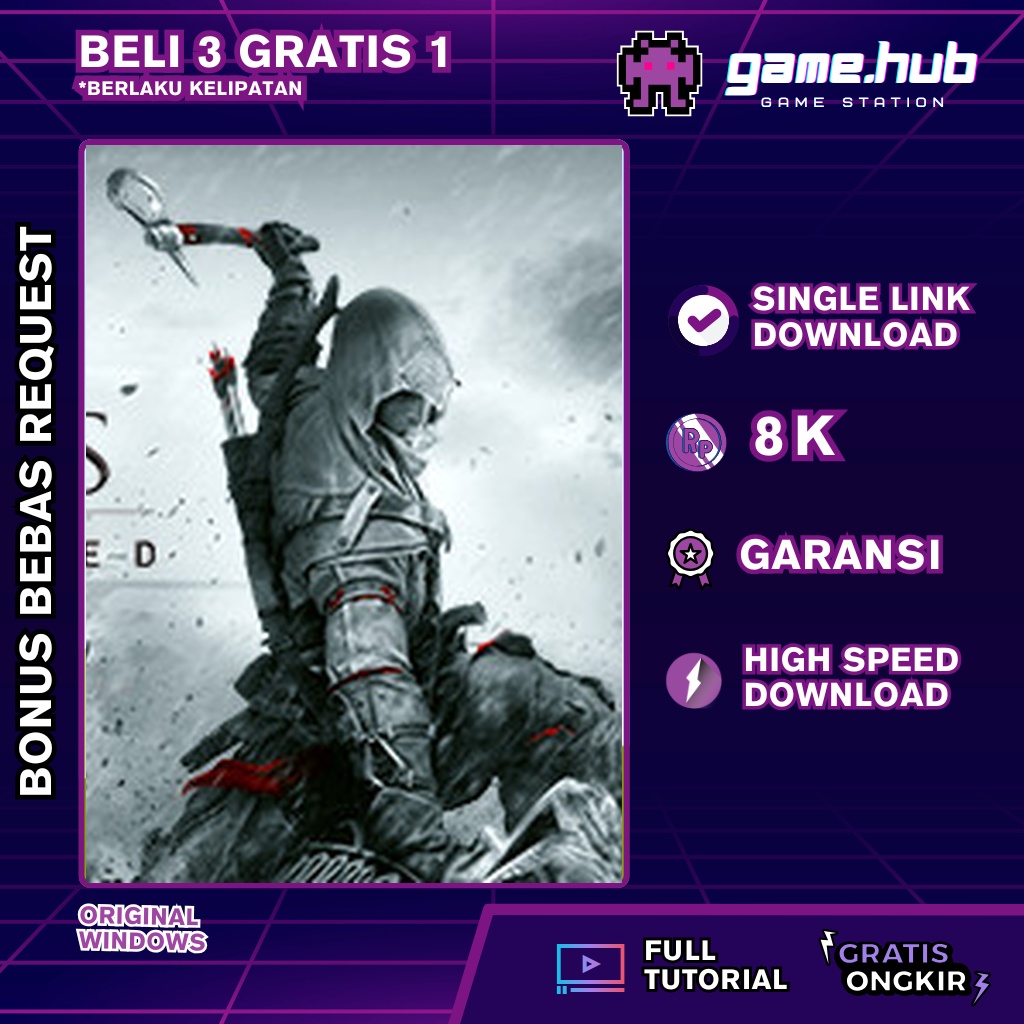 BELI 3 GRATIS 1
*BERLAKU KELIPATAN
game.hub
GAME STATION
BONUS BEBAS REQUEST
S
E-D
SINGLE LINK
DOWNLOAD
Rp
8K
GARANSI
HIGH SPEED
DOWNLOAD
ORIGINAL
WINDOWS
FULL
TUTORIAL
GRATIS
ONGKIR